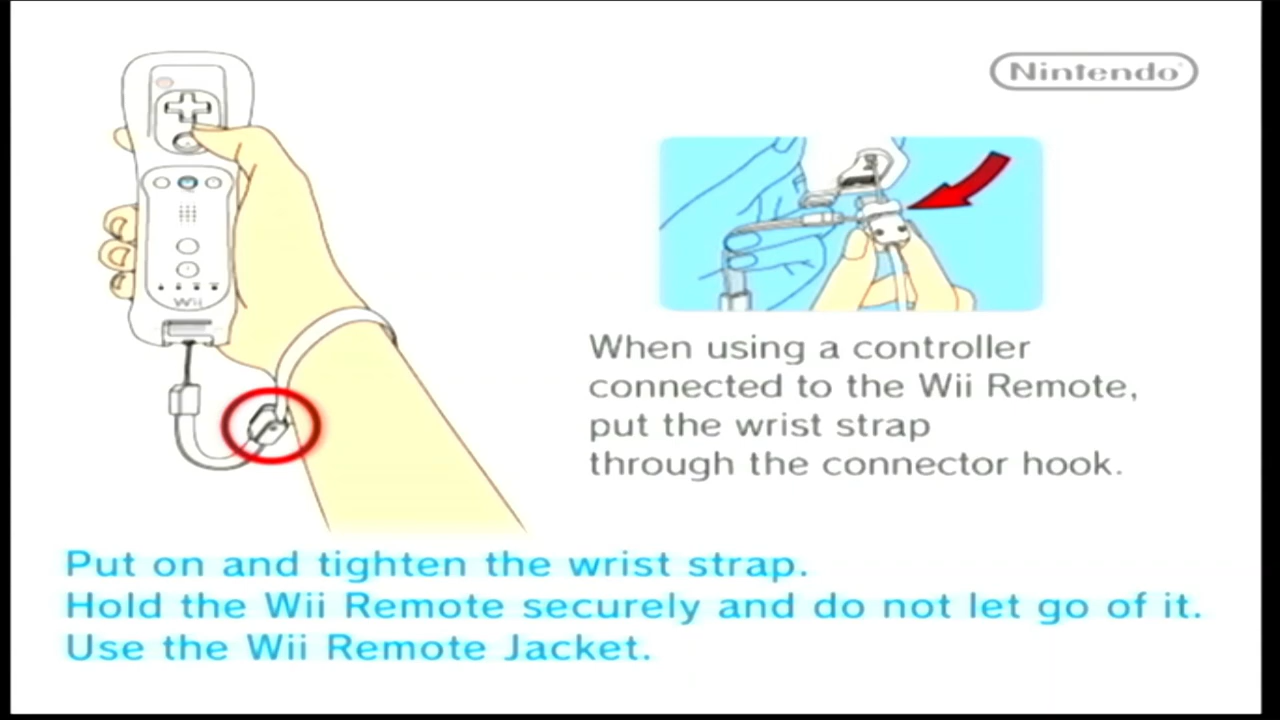 Nintendo
Wii
When using a controller
connected to the Wii Remote,
put the wrist strap
through the connector hook.
Put on and tighten the wrist strap.
Hold the Wii Remote securely and do not let go of it.
Use the Wii Remote Jacket.